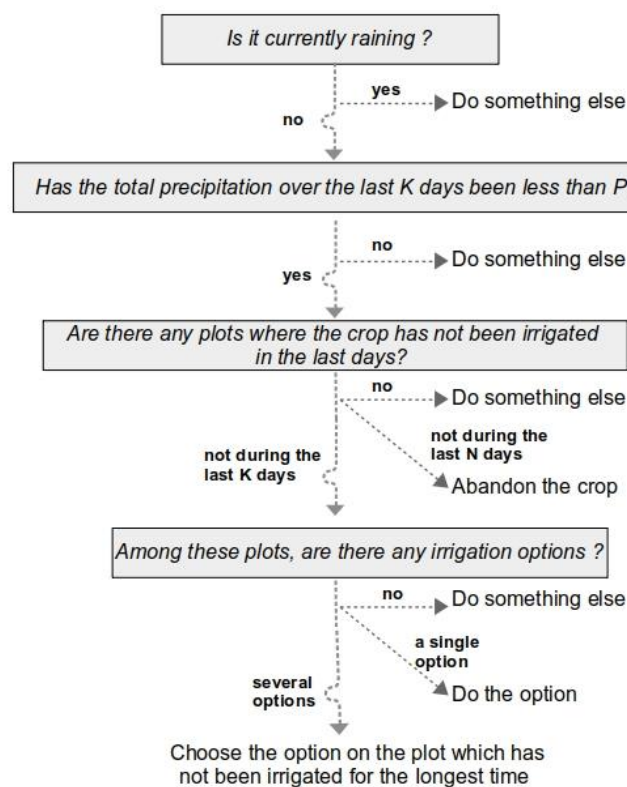 Is it currently raining ?
yes
Do something else
no
Has the total precipitation over the last K days been less than P
no
Do something else
yes
Are there any plots where the crop has not been irrigated
in the last days?
no
Do something else
not during the
last N days
not during the
last K days
Abandon the crop
Among these plots, are there any irrigation options ?
no
Do something else
a single
option
several
options
Do the option
Choose the option on the plot which has
not been irrigated for the longest time